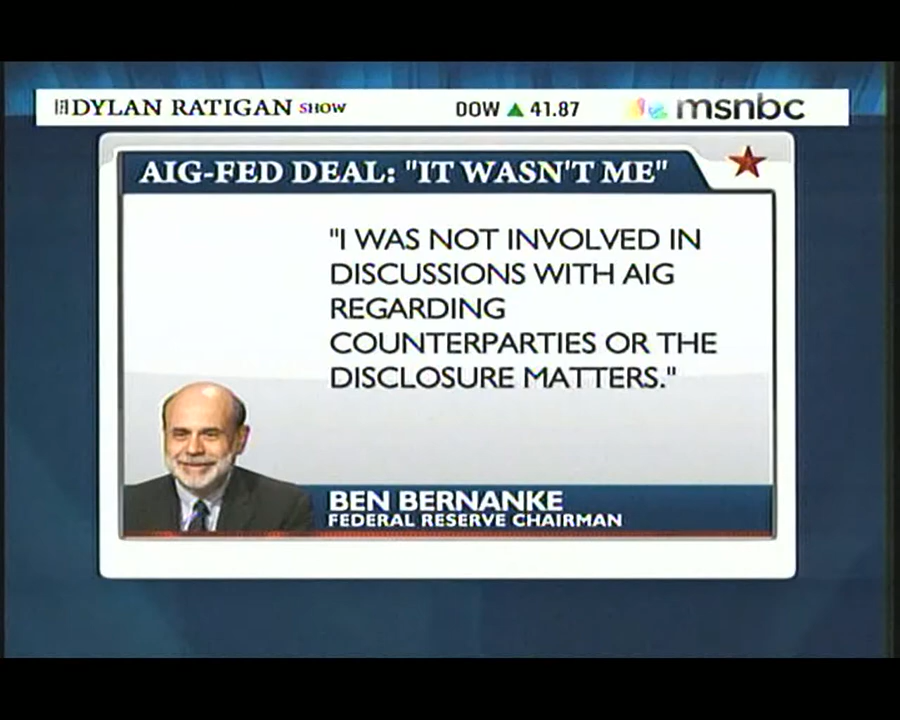 DYLAN RATIGAN SHOW
DOW ▲ 41.87
msnbc
AIG-FED DEAL: "IT WASN'T ME"
"I WAS NOT INVOLVED IN
DISCUSSIONS WITH AIG
REGARDING
COUNTERPARTIES OR THE
DISCLOSURE MATTERS."
BEN BERNANKE
FEDERAL RESERVE CHAIRMAN